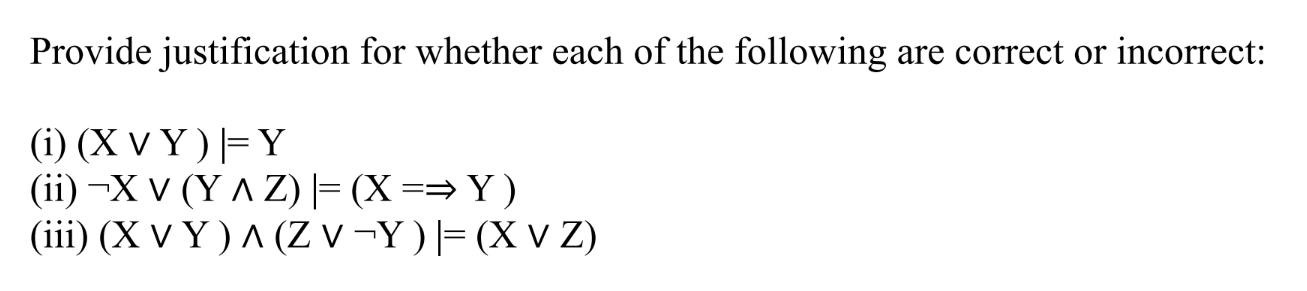 Provide justification for whether each of the following are correct or incorrect:
(i) (X ∨ Y ) |= Y
(ii) ¬X ∨ (Y ∧ Z) |= (X =⇒ Y )
(iii) (X ∨ Y ) ∧ (Z ∨ ¬Y ) |= (X ∨ Z)